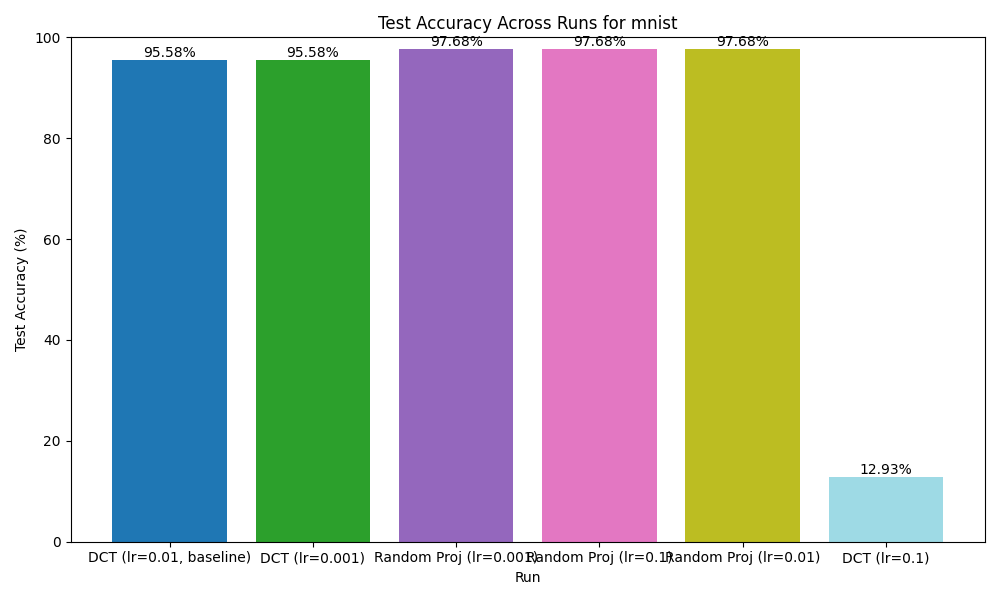 Test Accuracy Across Runs for mnist
100
80
60
40
20
0
Test Accuracy (%)
95.58%
95.58%
97.68%
97.68%
97.68%
12.93%
DCT (lr=0.01, baseline)
DCT (lr=0.001)
Random Proj (lr=0.001)
Random Proj (lr=0.1)
Random Proj (lr=0.01)
DCT (lr=0.1)
Run